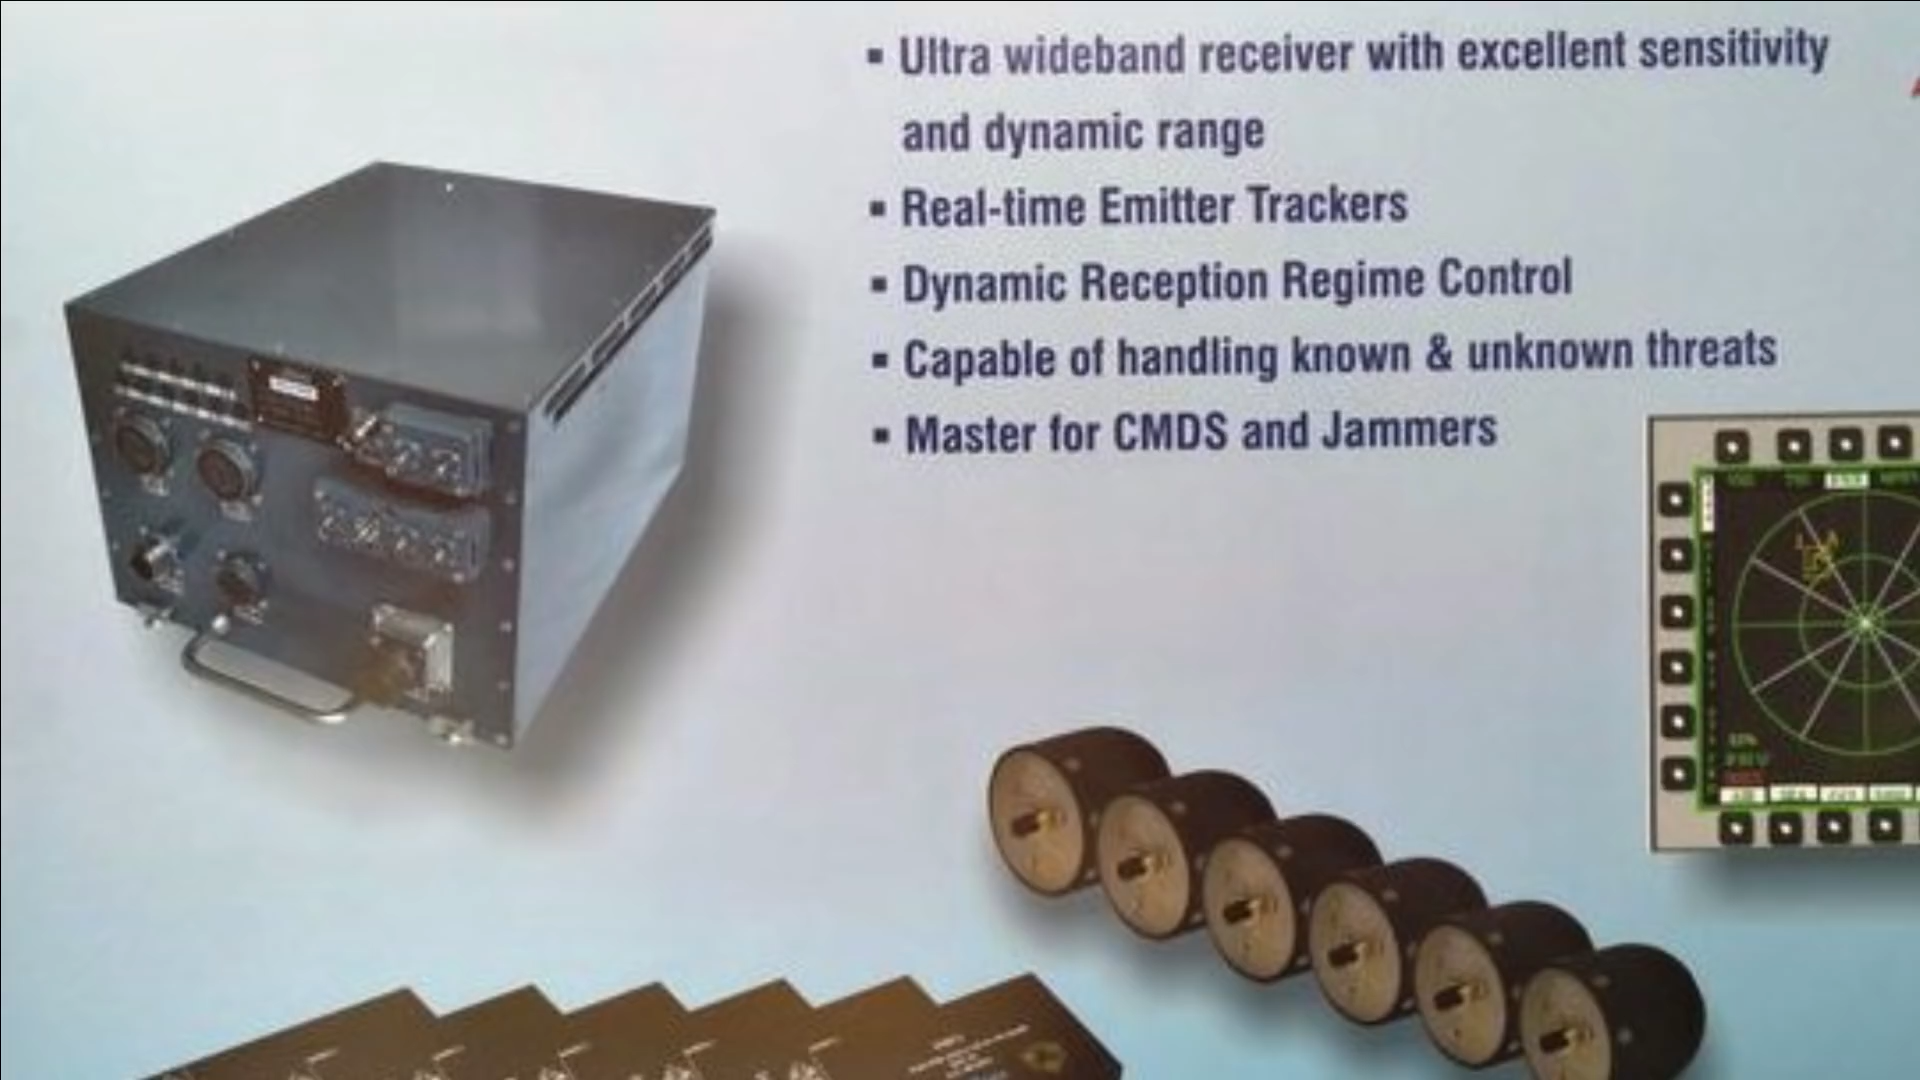 ▪ Ultra wideband receiver with excellent sensitivity
and dynamic range
▪ Real-time Emitter Trackers
▪ Dynamic Reception Regime Control
▪ Capable of handling known & unknown threats
▪ Master for CMDS and Jammers